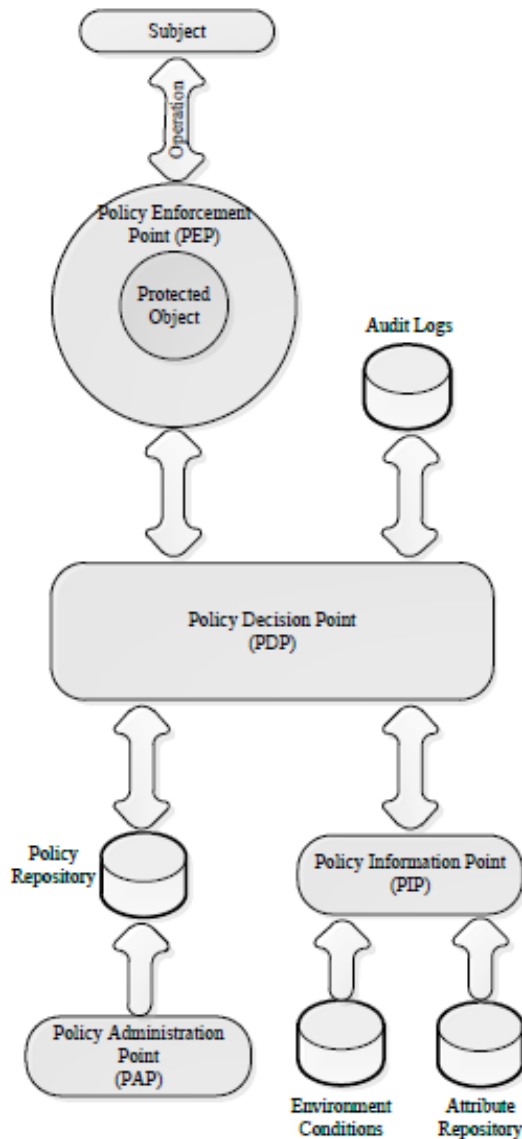 Subject
Operation
Policy Enforcement
Point (PEP)
Protected
Object
Audit Logs
Policy Decision Point
(PDP)
Policy
Repository
Policy Information Point
(PIP)
Policy Administration
Point
(PAP)
Environment
Conditions
Attribute
Repository